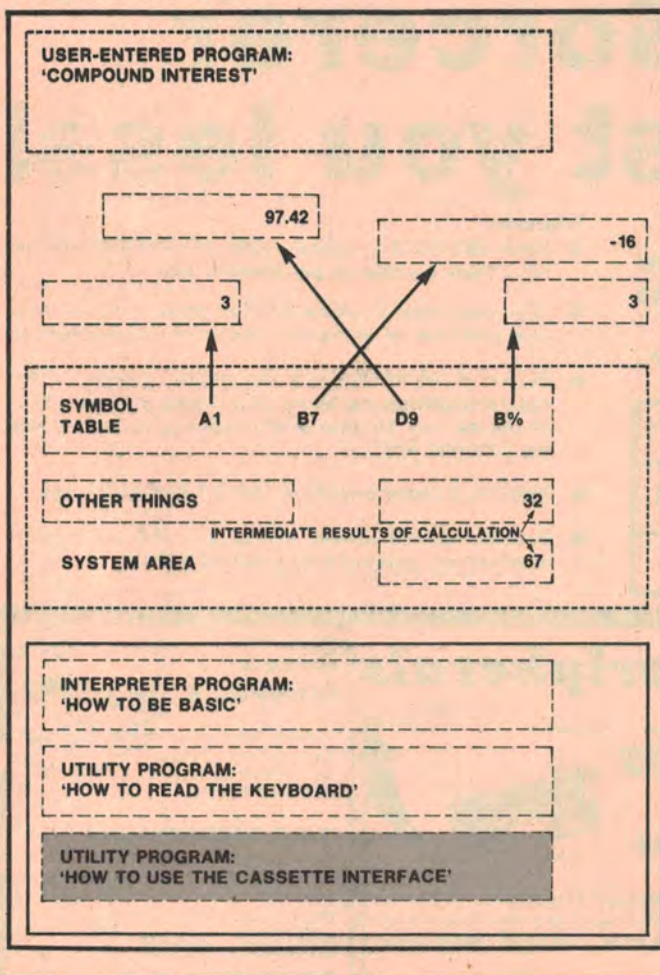 USER-ENTERED PROGRAM:
'COMPOUND INTEREST'
97.42
-16
3
3
SYMBOL
TABLE
A1
B7
D9
B%
OTHER THINGS
32
INTERMEDIATE RESULTS OF CALCULATION
SYSTEM AREA
67
INTERPRETER PROGRAM:
'HOW TO BE BASIC'
UTILITY PROGRAM:
'HOW TO READ THE KEYBOARD'
UTILITY PROGRAM:
'HOW TO USE THE CASSETTE INTERFACE'